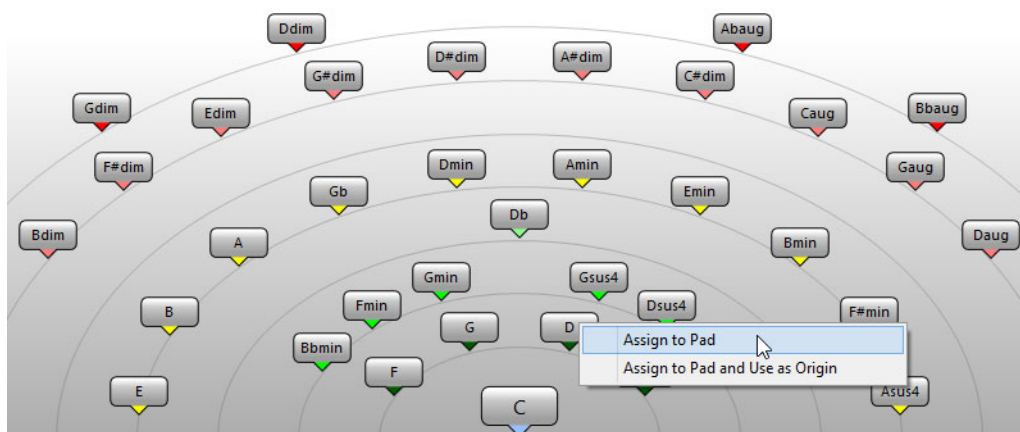 Ddim
Abaug
D#dim
A#dim
G#dim
C#dim
Gdim
Edim
Caug
Bbaug
F#dim
Dmin
Amin
Gaug
Gb
Emin
Db
Bdim
A
Bmin
Daug
Gmin
Gsus4
Fmin
Dsus4
B
F#min
G
D
Assign to Pad
Bbmin
Assign to Pad and Use as Origin
F
E
C
Asus4